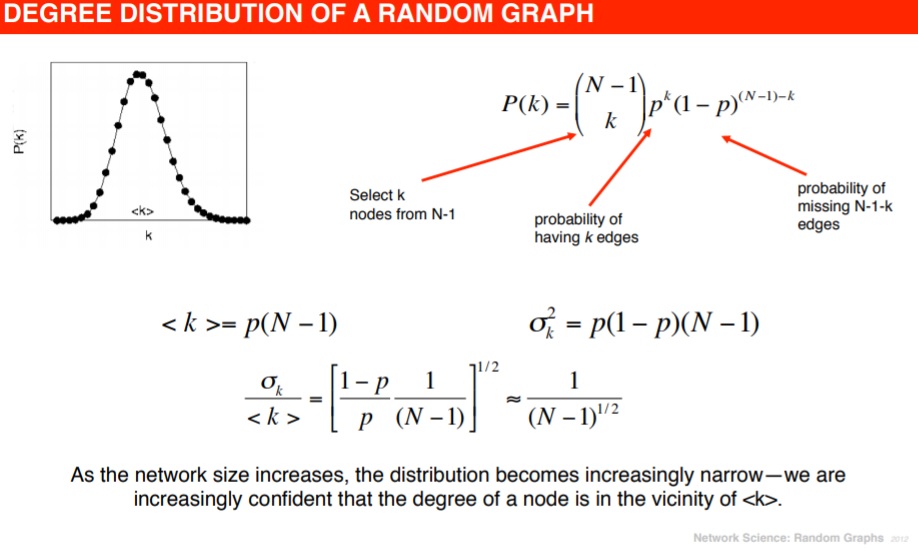 DEGREE DISTRIBUTION OF A RANDOM GRAPH
P(k)
<k>
k
P(k) = \binom{N-1}{k} p^k (1-p)^{(N-1)-k}
Select k
nodes from N-1
probability of
having k edges
probability of
missing N-1-k
edges
<k>= p(N-1)
σ_k^2 = p(1-p)(N-1)
\frac{σ_k}{<k>} = \left[\frac{1-p}{p} \frac{1}{(N-1)}\right]^{1/2} ≈ \frac{1}{(N-1)^{1/2}}
As the network size increases, the distribution becomes increasingly narrow—we are
increasingly confident that the degree of a node is in the vicinity of <k>.
Network Science: Random Graphs 2012